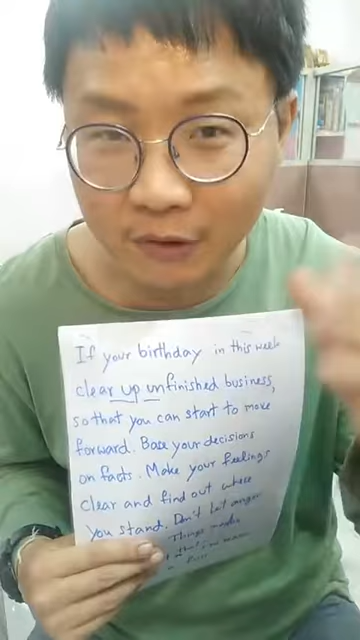 If your birthday in this week
clear up unfinished business,
so that you can start to move
forward. Base your decisions
on facts. Make your feelings
clear and find out where
you stand. Don't let anger
Things